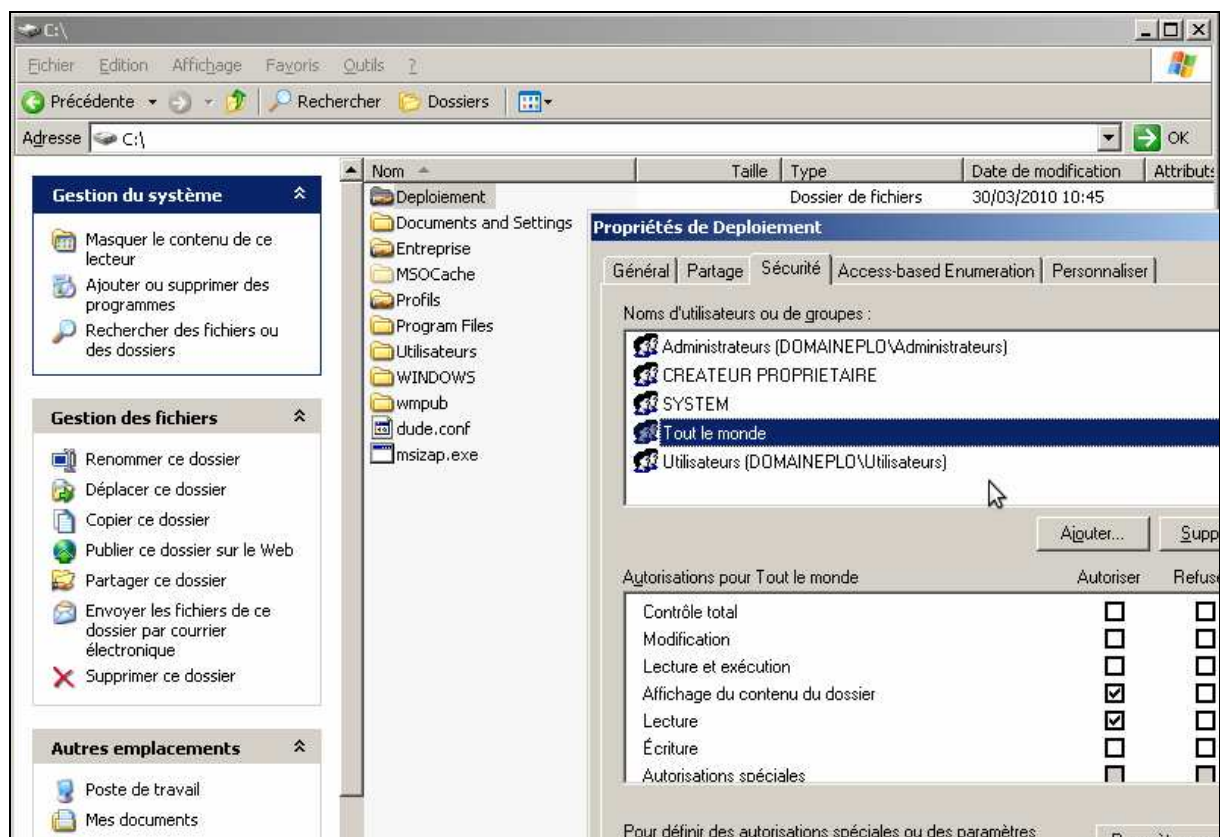 C:\
Fichier Edition Affichage Favoris Outils ?
Précédente Rechercher Dossiers
Adresse C:\ OK
Gestion du système
Masquer le contenu de ce
lecteur
Ajouter ou supprimer des
programmes
Rechercher des fichiers ou
des dossiers
Gestion des fichiers
Renommer ce dossier
Déplacer ce dossier
Copier ce dossier
Publier ce dossier sur le Web
Partager ce dossier
Envoyer les fichiers de ce
dossier par courrier
électronique
Supprimer ce dossier
Autres emplacements
Poste de travail
Mes documents
Nom Taille Type Date de modification Attributs
Deploiement Dossier de fichiers 30/03/2010 10:45
Documents and Settings
Entreprise
MSOCache
Profils
Program Files
Utilisateurs
WINDOWS
wmpub
dude.conf
msizap.exe
Propriétés de Deploiement
Général Partage Sécurité Access-based Enumeration Personnaliser
Noms d'utilisateurs ou de groupes :
Administrateurs (DOMAINEPLO\Administrateurs)
CREATEUR PROPRIETAIRE
SYSTEM
Tout le monde
Utilisateurs (DOMAINEPLO\Utilisateurs)
Ajouter... Supp
Autorisations pour Tout le monde Autoriser Refuse
Contrôle total
Modification
Lecture et exécution
Affichage du contenu du dossier
Lecture
Écriture
Autorisations spéciales
Pour définir des autorisations spéciales ou des paramètres